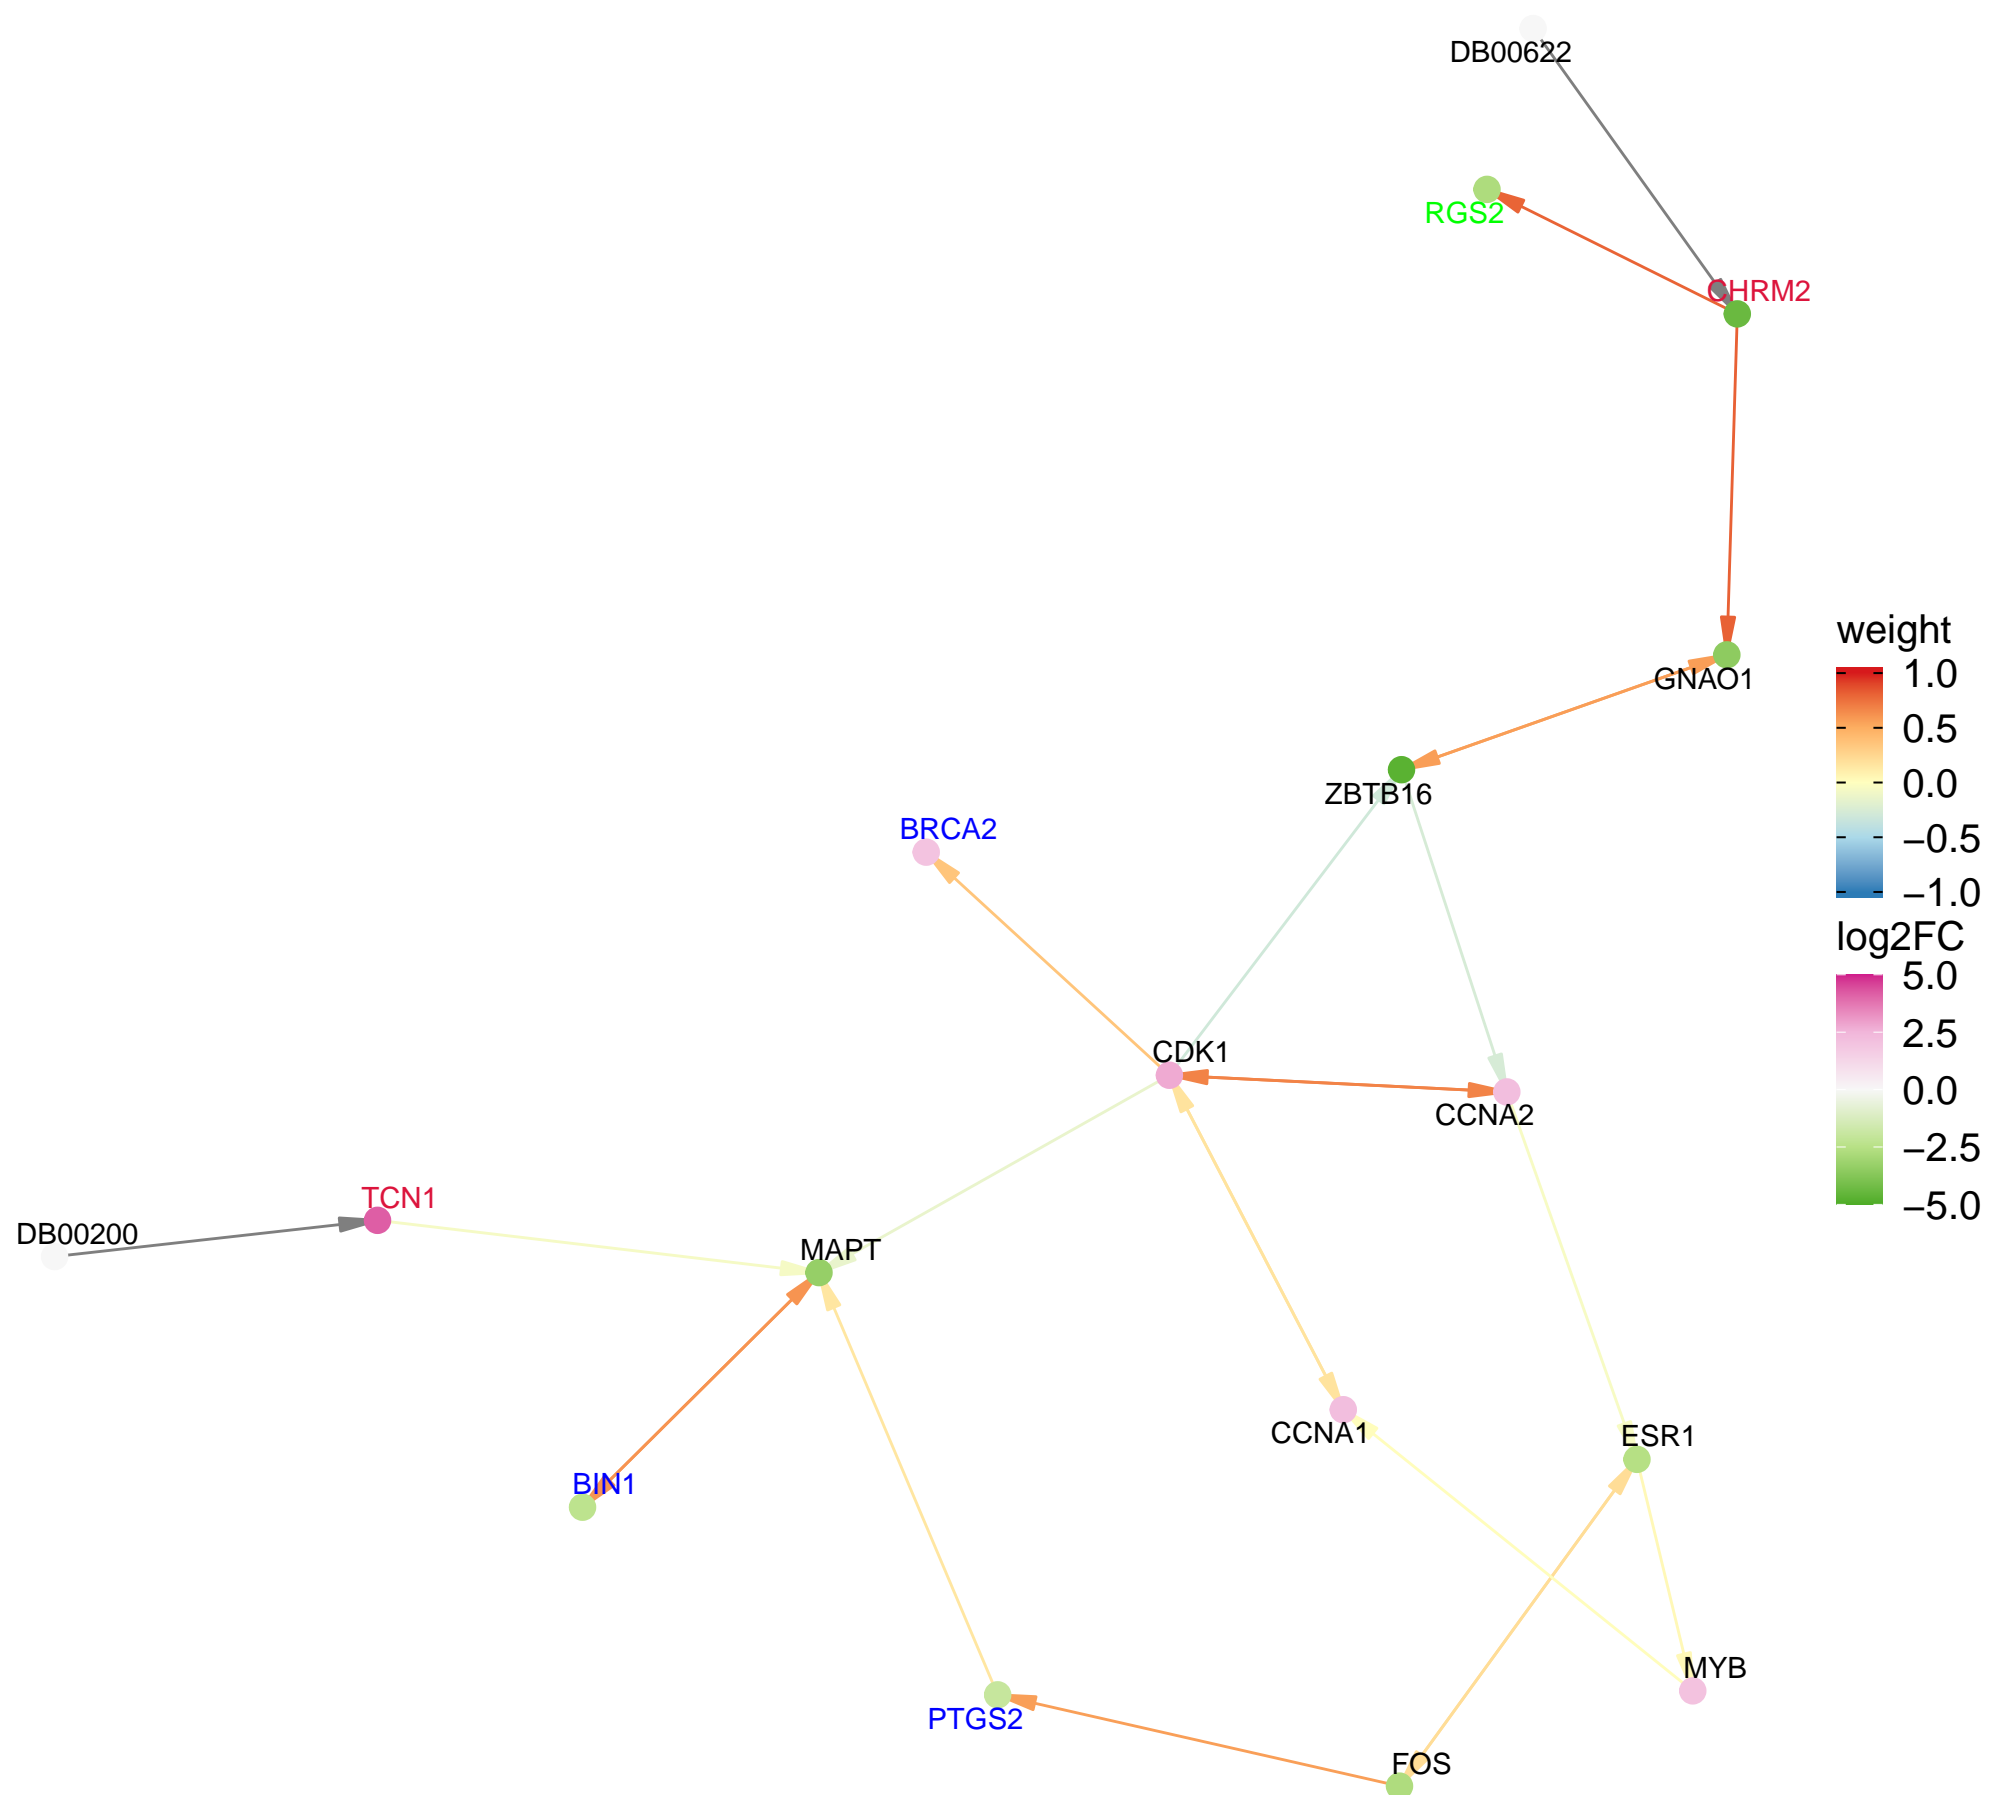 DB00622
RGS2
CHRM2
weight
1.0
0.5
0.0
−0.5
−1.0
GNAO1
ZBTB16
BRCA2
log2FC
5.0
2.5
0.0
−2.5
−5.0
CDK1
CCNA2
TCN1
DB00200
MAPT
CCNA1
ESR1
BIN1
MYB
PTGS2
FOS